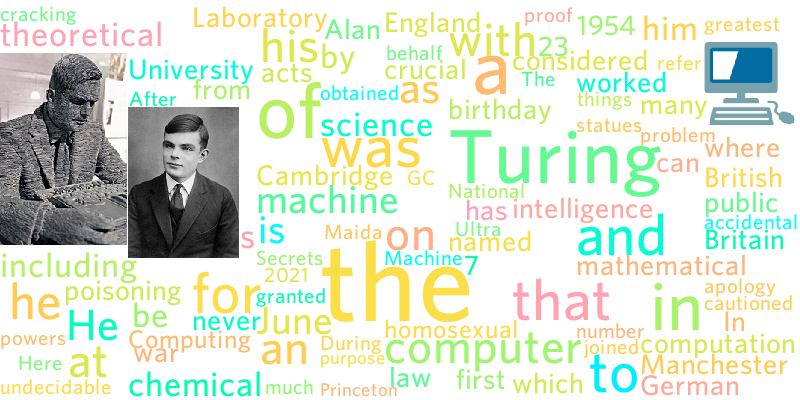 cracking
theoretical
Laboratory
Alan
England
proof
1954
him
greatest
his
by
behalf
with
23
considered
refer
University
from
acts
crucial
a
The
worked
After
obtained
as
birthday
things
many
of
science
statues
problem
was
Turing
can
where
Cambridge
GC
British
machine
National
has
intelligence
public
accidental
s
is
Maida
on
Ultra
named
and
Britain
including
Secrets
2021
Machine
7
mathematical
he
poisoning
for
granted
the
that
in
apology
cautioned
He
be
never
June
homosexual
number
In
powers
Computing
war
an
During
purpose
computer
joined
computation
Here
at
law
first
which
to
Manchester
undecidable
chemical
much
Princeton
German